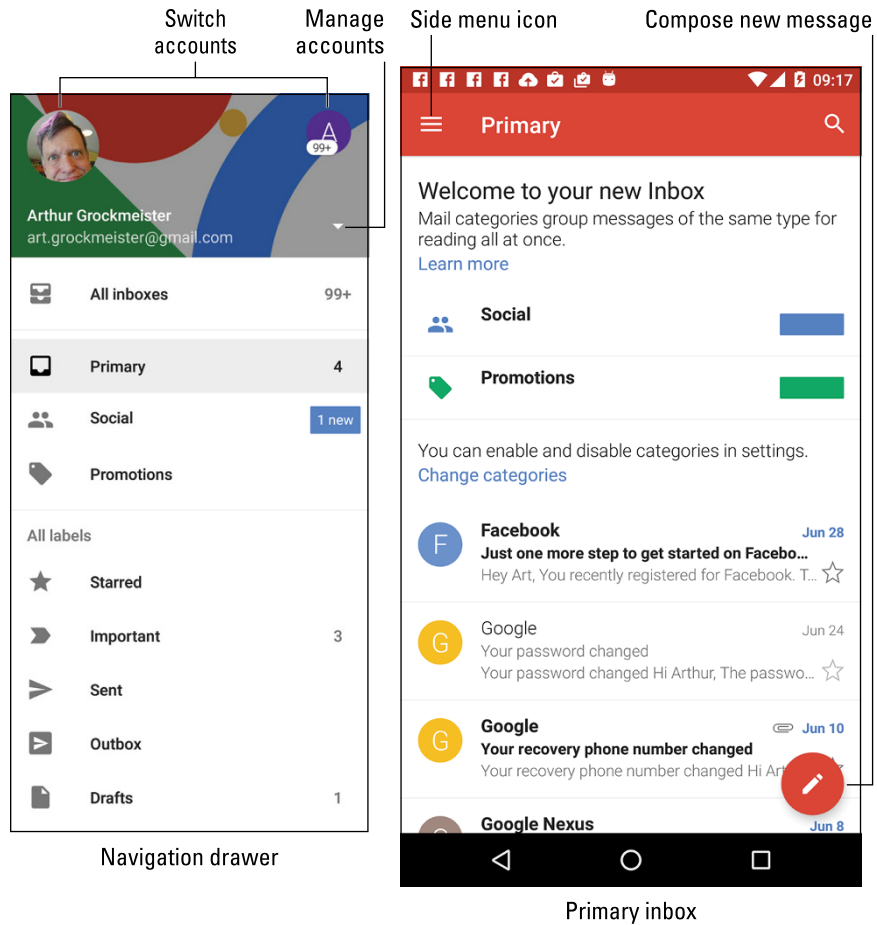 Switch
accounts
Manage
accounts
Side menu icon
Compose new message
A
99+
Arthur Grockmeister
art.grockmeister@gmail.com
All inboxes 99+
Primary 4
Social 1 new
Promotions
All labels
Starred
Important 3
Sent
Outbox
Drafts 1
Navigation drawer
09:17
Primary
Welcome to your new Inbox
Mail categories group messages of the same type for
reading all at once.
Learn more
Social
Promotions
You can enable and disable categories in settings.
Change categories
F
Facebook Jun 28
Just one more step to get started on Facebo...
Hey Art, You recently registered for Facebook. T...
G
Google Jun 24
Your password changed
Your password changed Hi Arthur, The passwo...
G
Google Jun 10
Your recovery phone number changed
Your recovery phone number changed Hi Art
Google Nexus Jun 8
Primary inbox